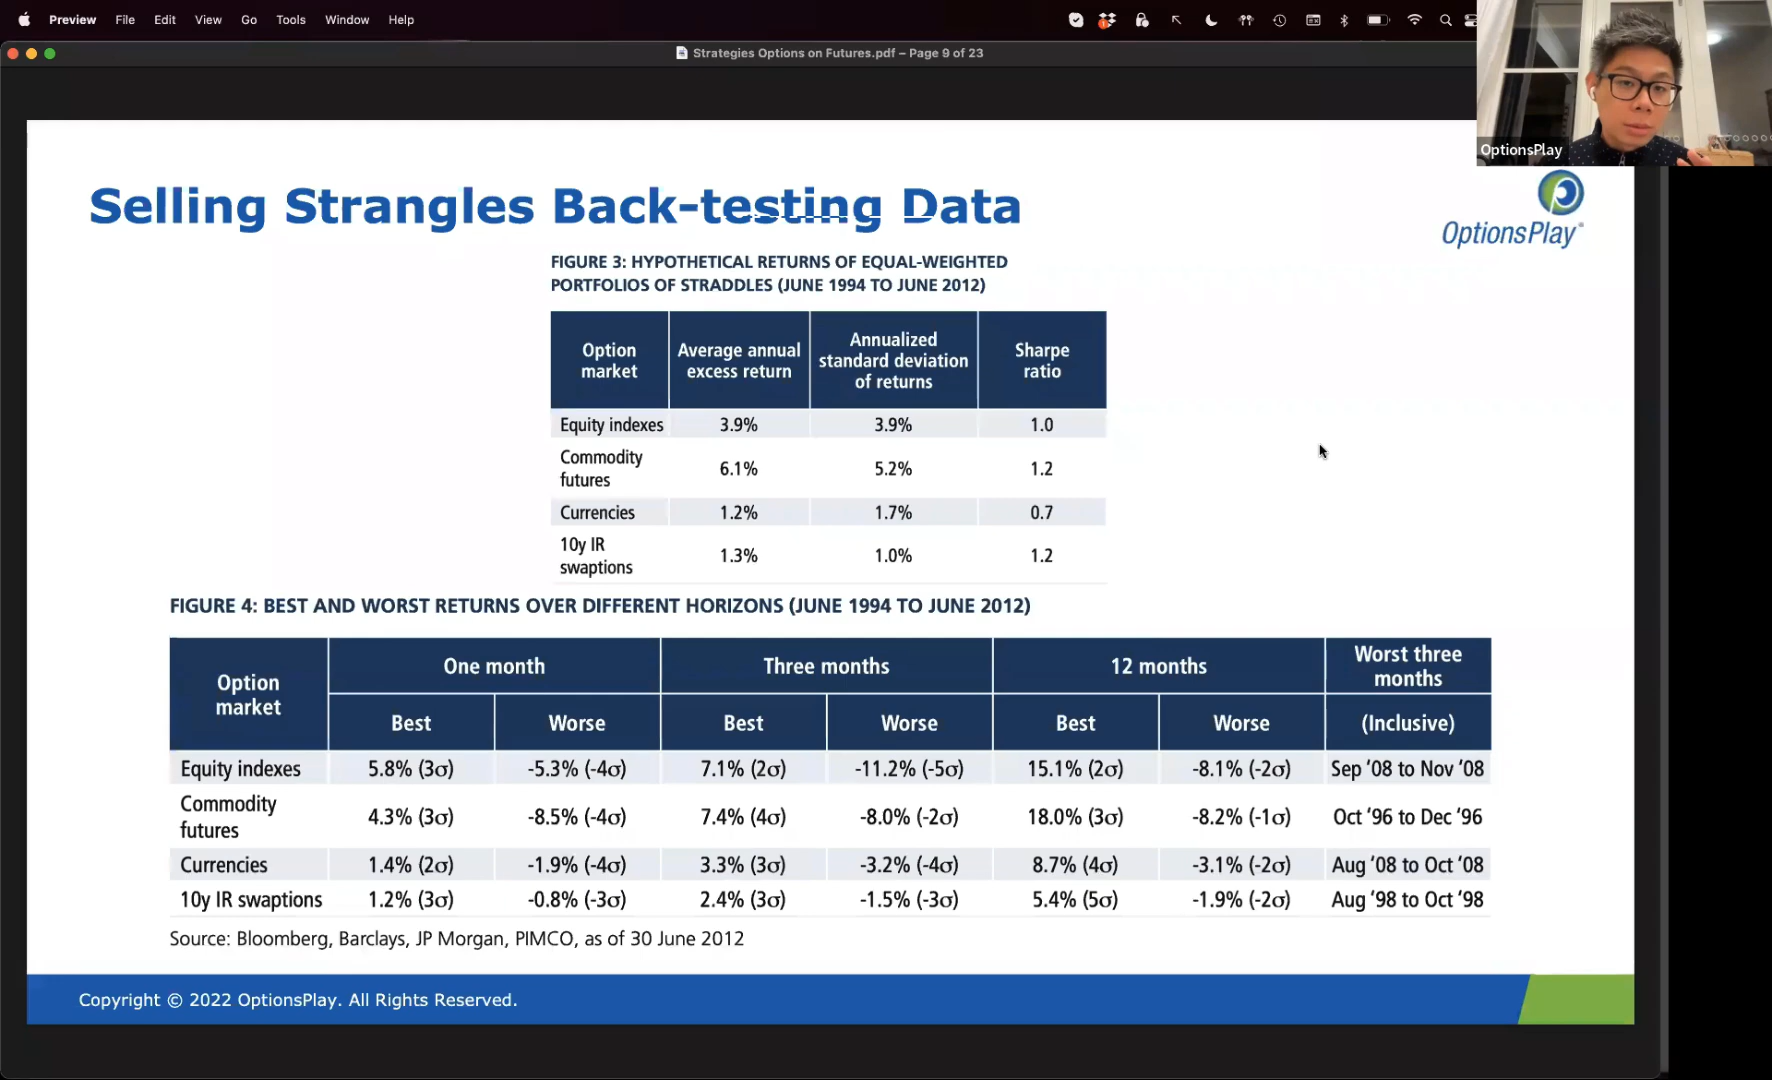 Preview File Edit View Go Tools Window Help
Strategies Options on Futures.pdf – Page 9 of 23
OptionsPlay
Selling Strangles Back-testing Data
OptionsPlay
FIGURE 3: HYPOTHETICAL RETURNS OF EQUAL-WEIGHTED
PORTFOLIOS OF STRADDLES (JUNE 1994 TO JUNE 2012)
Option market Average annual excess return Annualized standard deviation of returns Sharpe ratio
Equity indexes 3.9% 3.9% 1.0
Commodity futures 6.1% 5.2% 1.2
Currencies 1.2% 1.7% 0.7
10y IR swaptions 1.3% 1.0% 1.2
FIGURE 4: BEST AND WORST RETURNS OVER DIFFERENT HORIZONS (JUNE 1994 TO JUNE 2012)
Option market One month Three months 12 months Worst three months
Best Worse Best Worse Best Worse (Inclusive)
Equity indexes 5.8% (3σ) -5.3% (-4σ) 7.1% (2σ) -11.2% (-5σ) 15.1% (2σ) -8.1% (-2σ) Sep '08 to Nov '08
Commodity futures 4.3% (3σ) -8.5% (-4σ) 7.4% (4σ) -8.0% (-2σ) 18.0% (3σ) -8.2% (-1σ) Oct '96 to Dec '96
Currencies 1.4% (2σ) -1.9% (-4σ) 3.3% (3σ) -3.2% (-4σ) 8.7% (4σ) -3.1% (-2σ) Aug '08 to Oct '08
10y IR swaptions 1.2% (3σ) -0.8% (-3σ) 2.4% (3σ) -1.5% (-3σ) 5.4% (5σ) -1.9% (-2σ) Aug '98 to Oct '98
Source: Bloomberg, Barclays, JP Morgan, PIMCO, as of 30 June 2012
Copyright © 2022 OptionsPlay. All Rights Reserved.